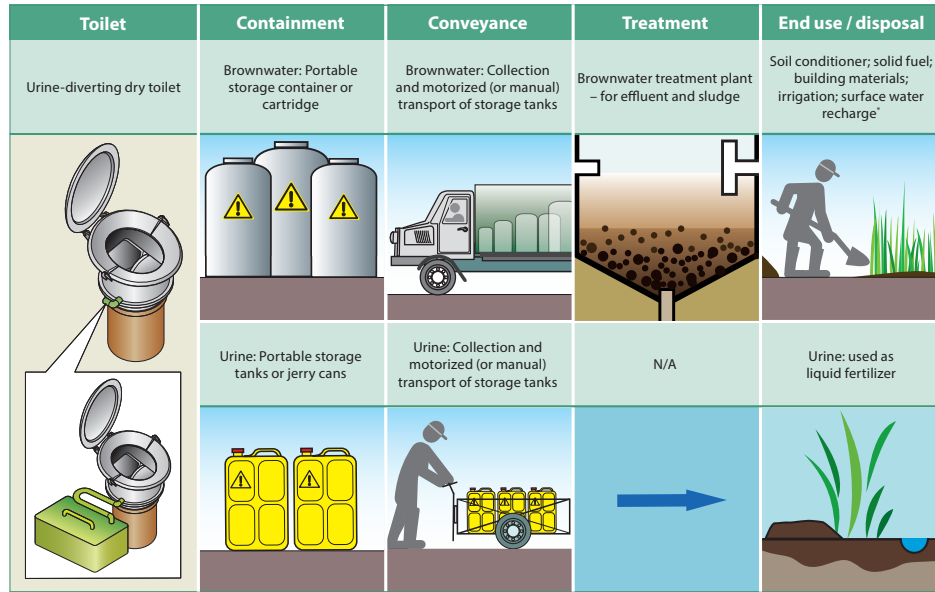 Toilet
Containment
Conveyance
Treatment
End use / disposal
Urine-diverting dry toilet
Brownwater: Portable
storage container or
cartridge
Brownwater: Collection
and motorized (or manual)
transport of storage tanks
Brownwater treatment plant
– for effluent and sludge
Soil conditioner; solid fuel;
building materials;
irrigation; surface water
recharge*
Urine: Portable storage
tanks or jerry cans
Urine: Collection and
motorized (or manual)
transport of storage tanks
N/A
Urine: used as
liquid fertilizer